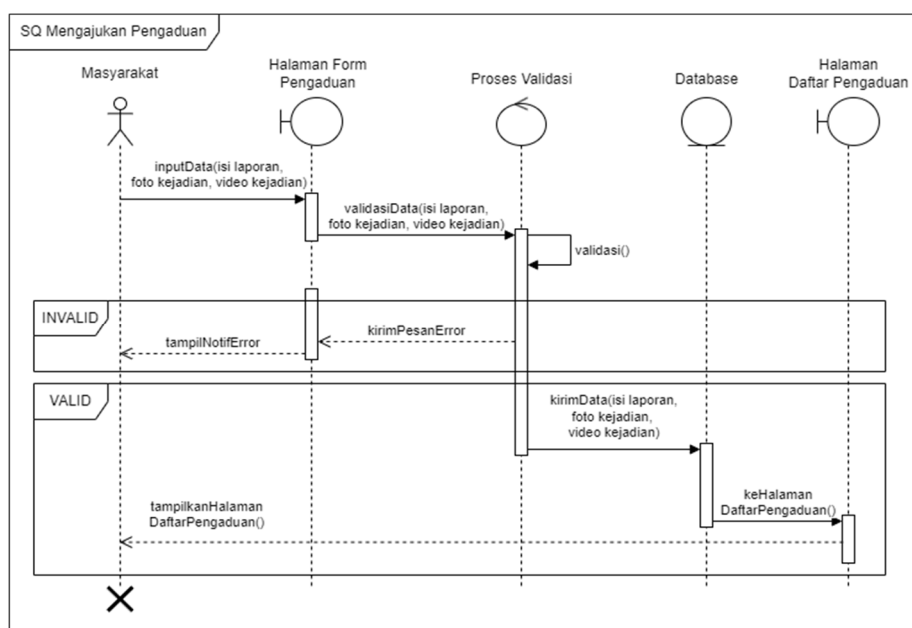 SQ Mengajukan Pengaduan
Masyarakat
Halaman Form
Pengaduan
Proses Validasi
Database
Halaman
Daftar Pengaduan
inputData(isi laporan,
foto kejadian, video kejadian)
validasiData(isi laporan,
foto kejadian, video kejadian)
validasi()
INVALID
kirimPesanError
tampilNotifError
VALID
kirimData(isi laporan,
foto kejadian,
video kejadian)
keHalaman
DaftarPengaduan()
tampilkanHalaman
DaftarPengaduan()